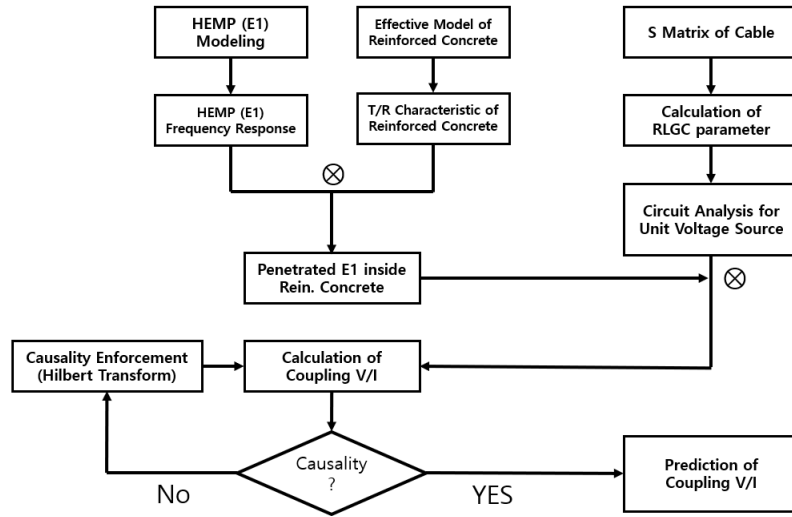 HEMP (E1)
Modeling
Effective Model of
Reinforced Concrete
S Matrix of Cable
HEMP (E1)
Frequency Response
T/R Characteristic of
Reinforced Concrete
Calculation of
RLGC parameter
Circuit Analysis for
Unit Voltage Source
Penetrated E1 inside
Rein. Concrete
Causality Enforcement
(Hilbert Transform)
Calculation of
Coupling V/I
Causality
?
No
YES
Prediction of
Coupling V/I